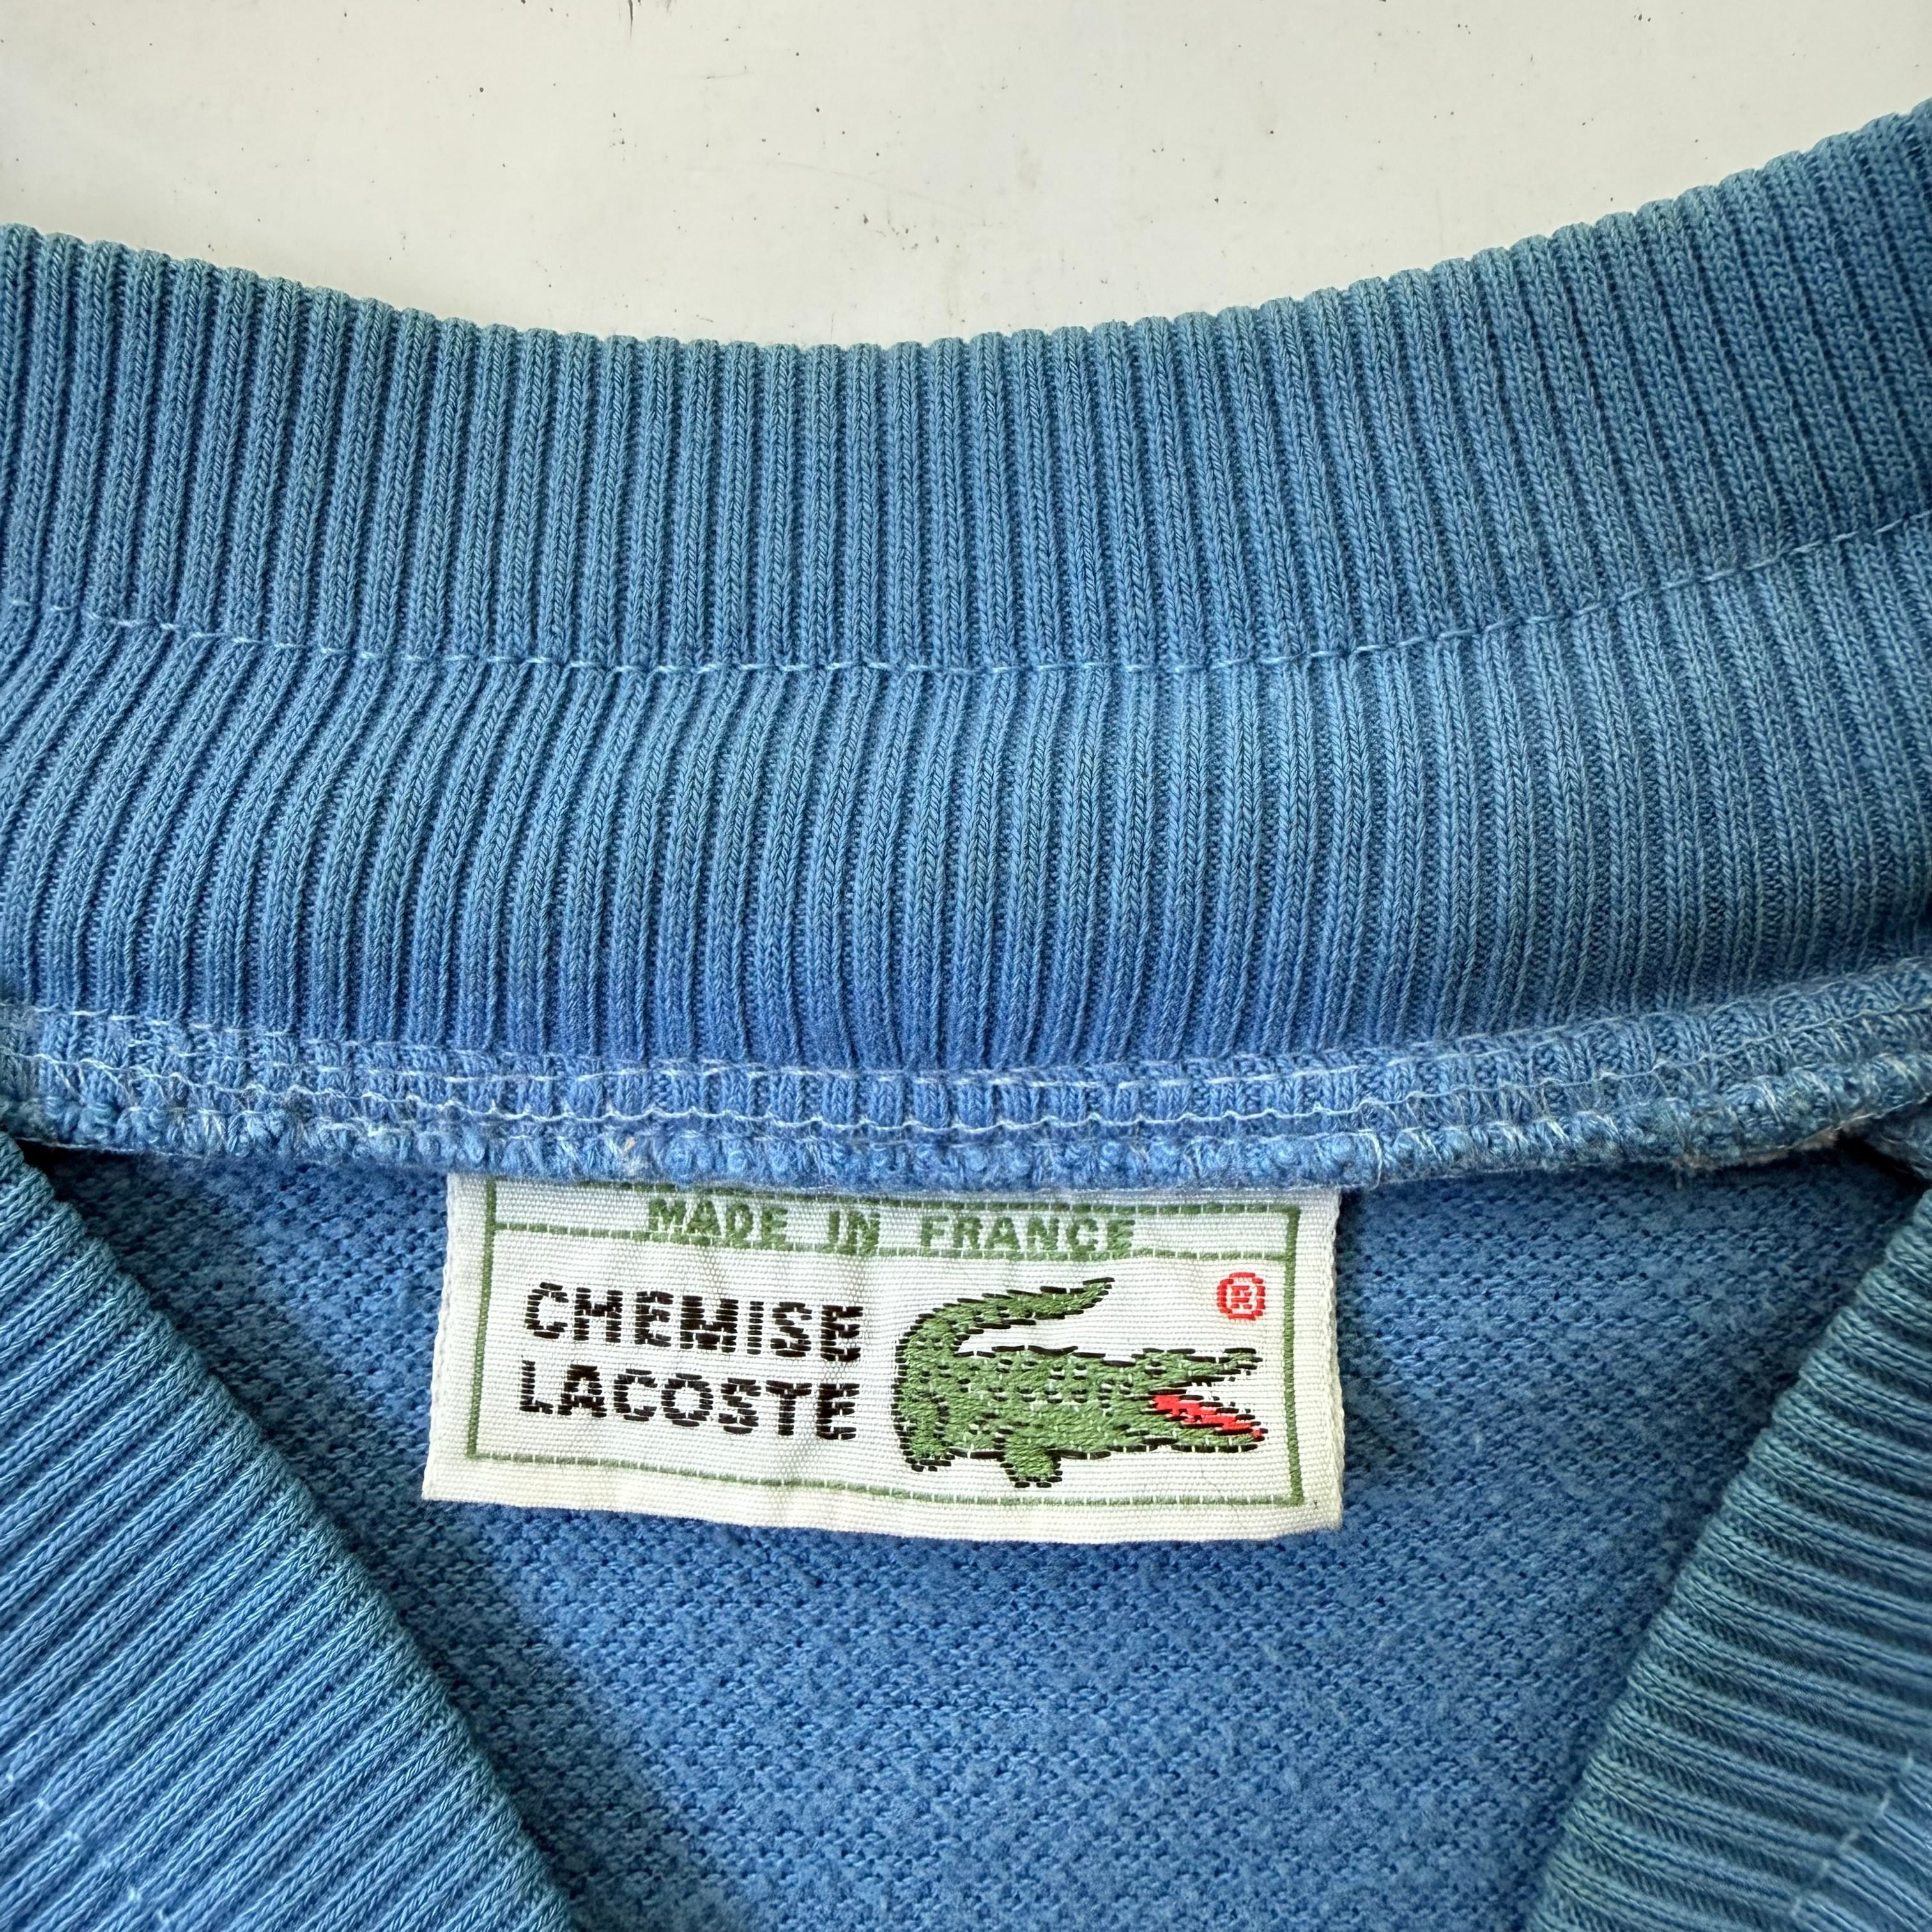 MADE IN FRANCE
CHEMISE
LACOSTE
®